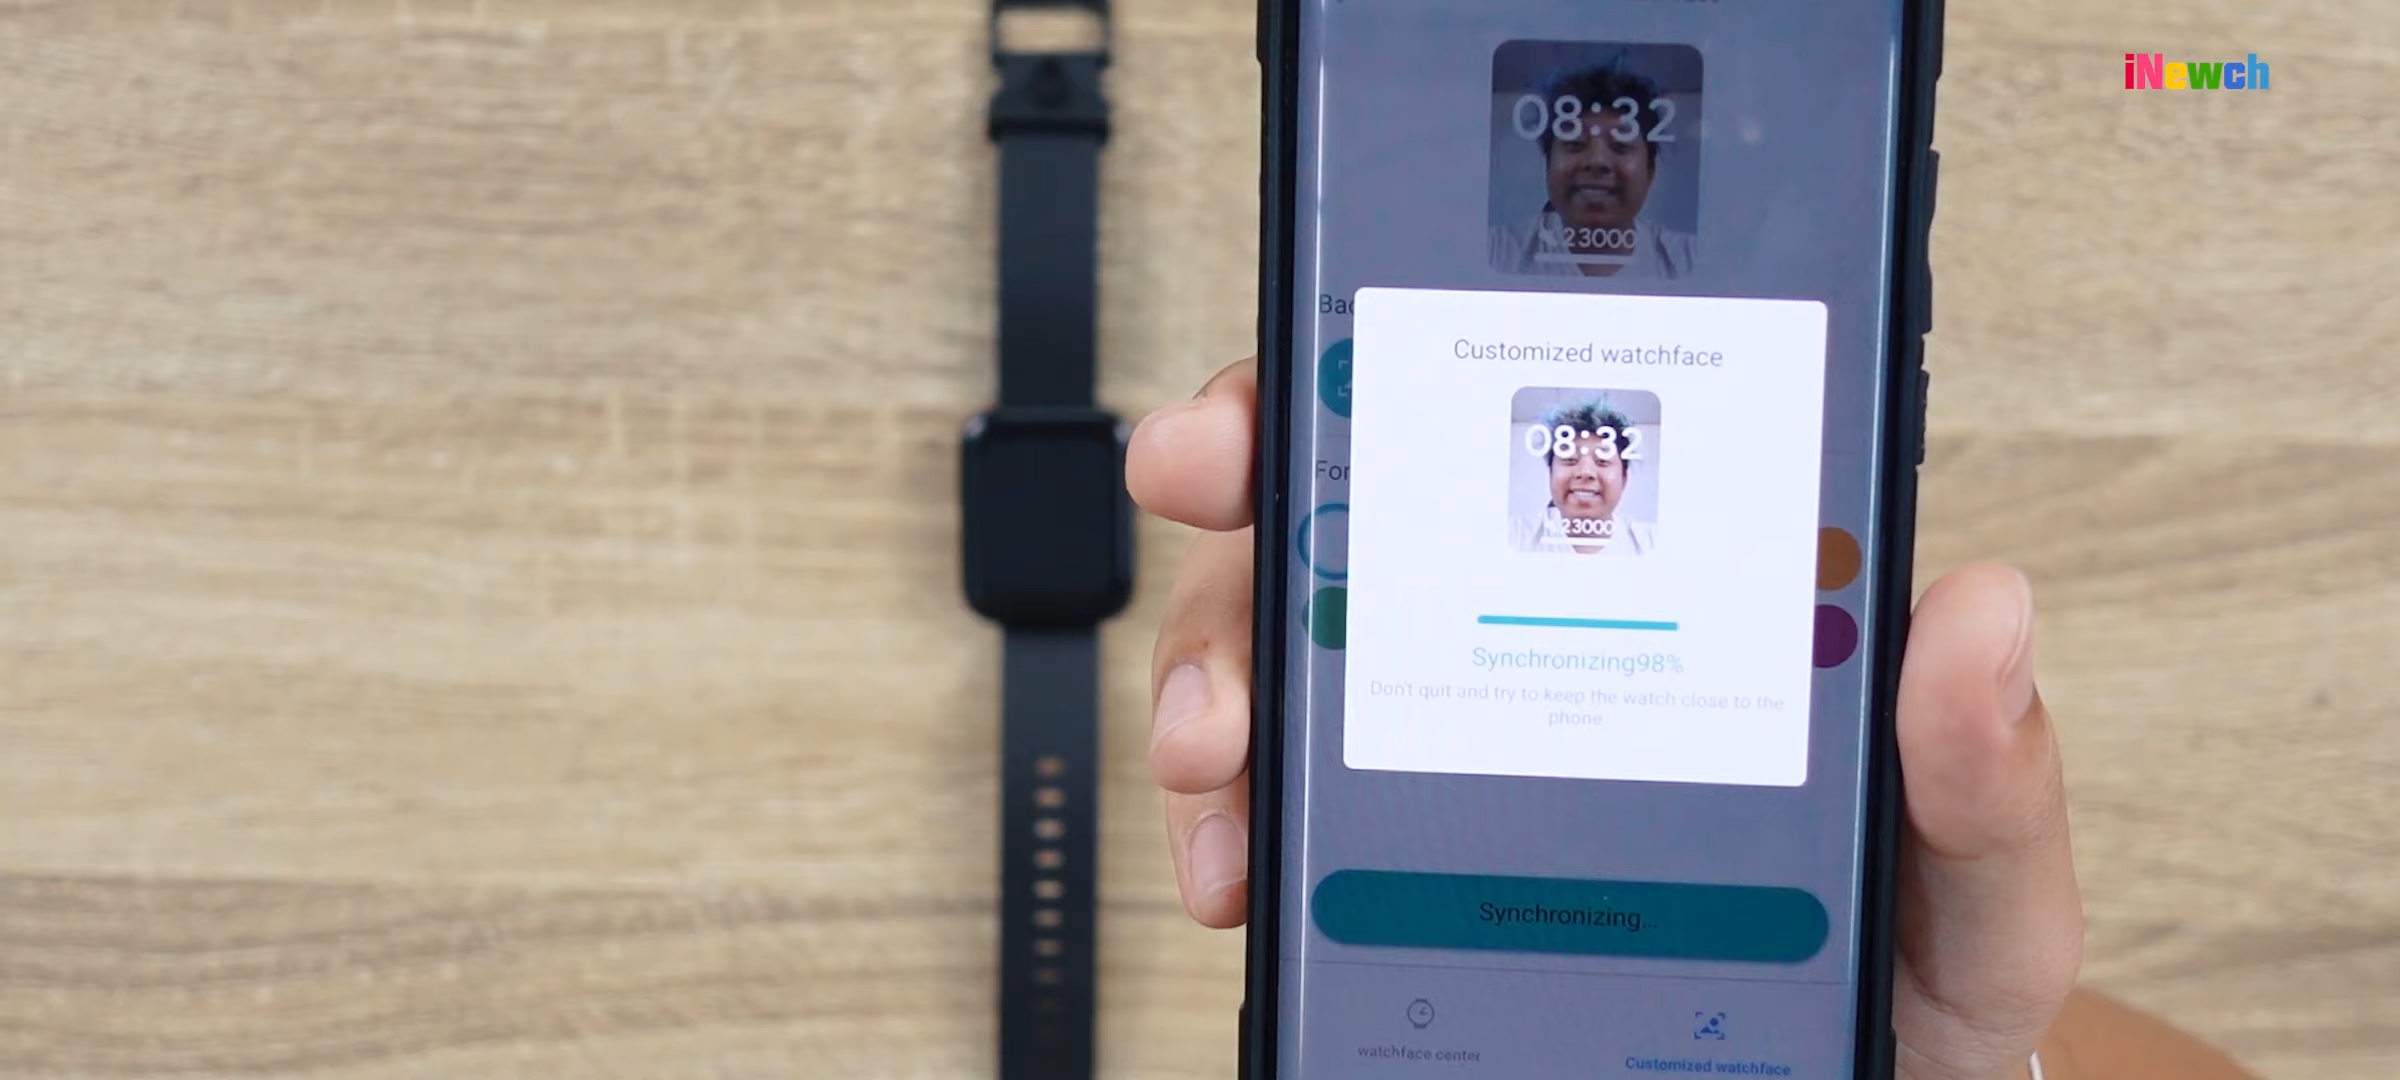 iNewch
08:32
23000
Customized watchface
08:32
23000
Synchronizing98%
Don't quit and try to keep the watch close to the
phone
Synchronizing...
watchface center
Customized watchface